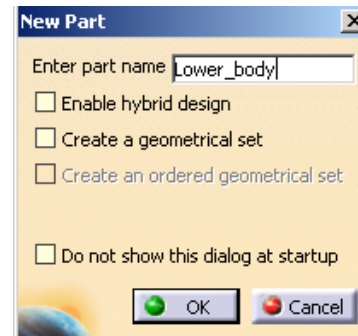 New Part
Enter part name Lower_body
Enable hybrid design
Create a geometrical set
Create an ordered geometrical set
Do not show this dialog at startup
OK Cancel